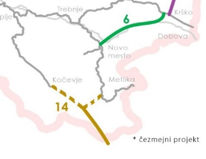 Trebnje
6
Krško
Dobova
Novo
mesto
Kočevje
Metlika
14
* čezmejni projekt